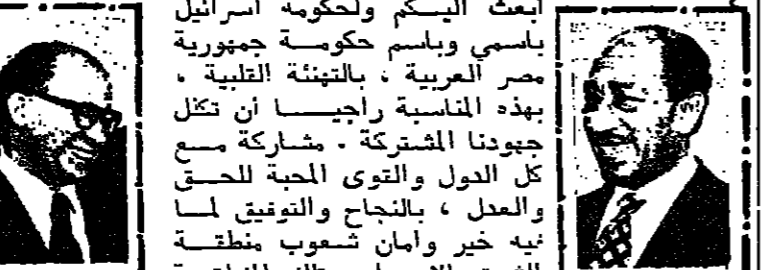 ابعث اليكم ولحكومة اسرائيل
باسمي وباسم حكومة جمهورية
مصر العربية ، بالتهنئة القلبية ،
بهذه المناسبة راجيا أن تكلل
جهودنا المشتركة . مشاركة مع
كل الدول والقوى المحبة للحق
والعدل ، بالنجاح والتوفيق لما
فيه خير وامان شعوب منطقة